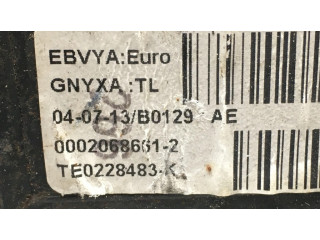 EBVYA:Euro
GNYXA :TL
04-07-13/B0129 AE
0002068661-2
TE0228483-K